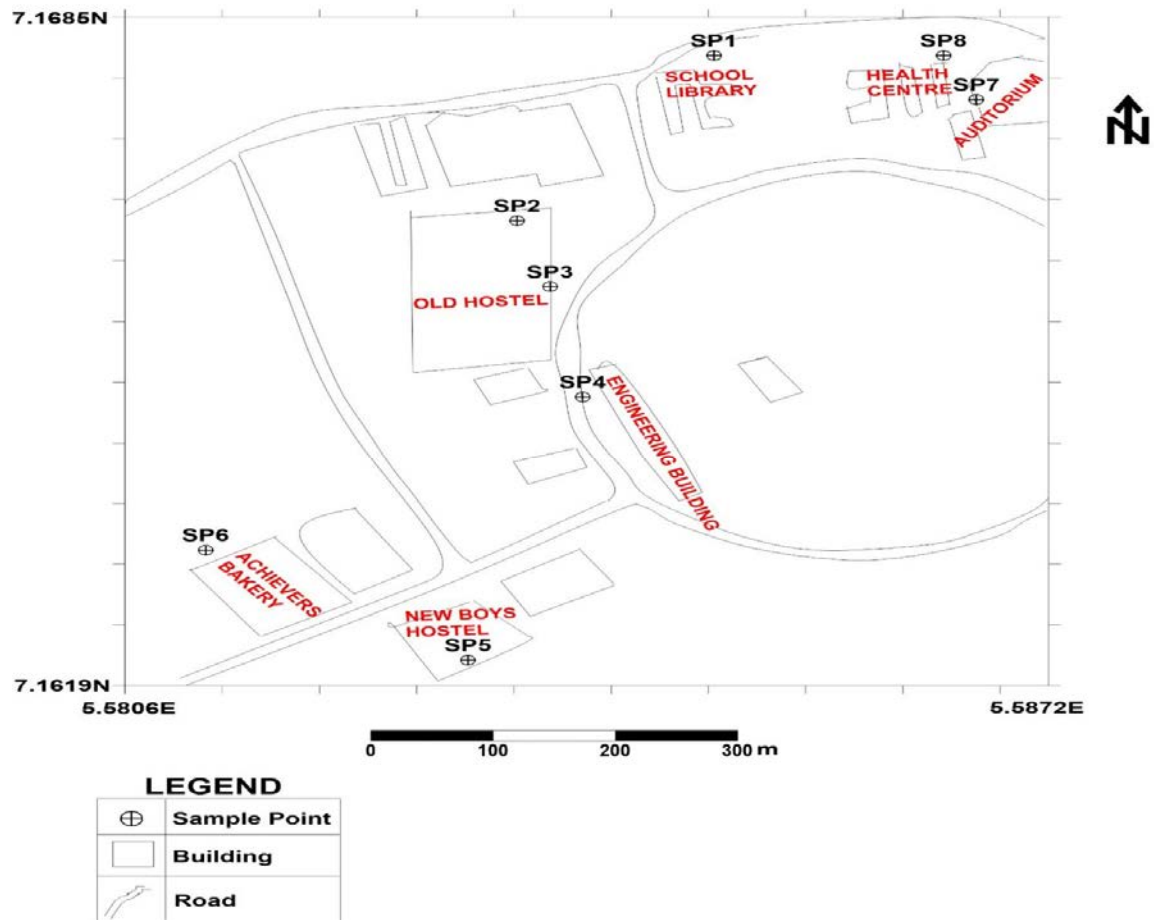 7.1685N
SP1
SP8
SCHOOL
LIBRARY
HEALTH
CENTRE
SP7
AUDITORIUM
N
SP2
SP3
OLD HOSTEL
SP4
ENGINEERING BUILDING
SP6
ACHIEVERS
BAKERY
NEW BOYS
HOSTEL
SP5
7.1619N
5.5806E
5.5872E
0 100 200 300 m
LEGEND
Sample Point
Building
Road